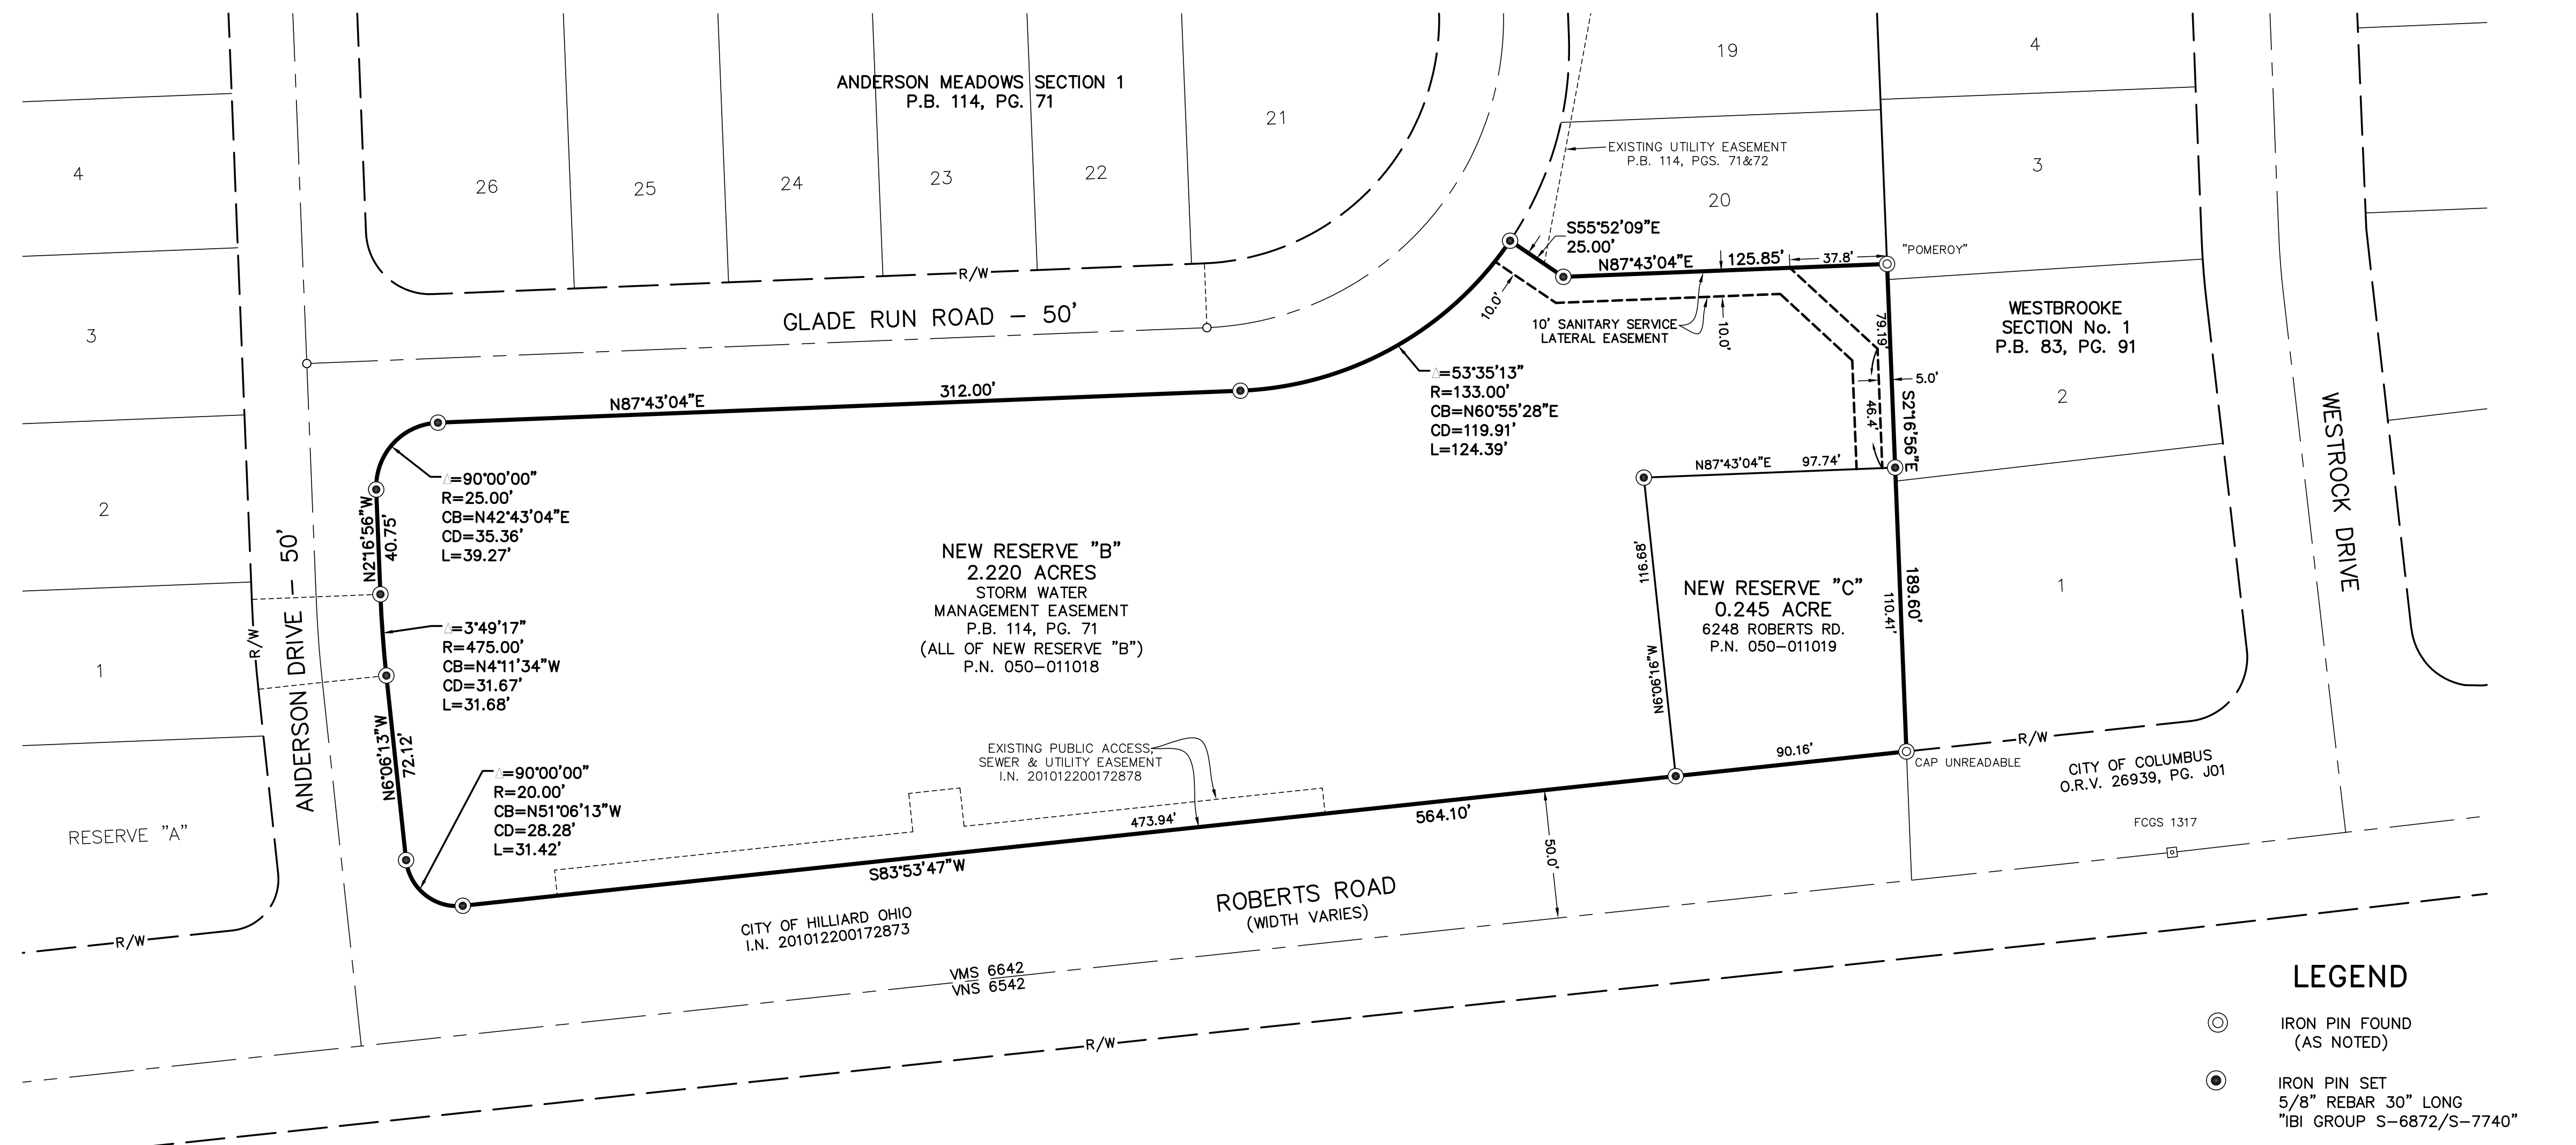 ANDERSON MEADOWS SECTION 1
P.B. 114, PG. 71
19
4
4
3
2
1
RESERVE "A"
26
25
24
23
22
21
EXISTING UTILITY EASEMENT
P.B. 114, PGS. 71&72
20
3
R/W
GLADE RUN ROAD - 50'
S55°52'09"E
25.00'
N87°43'04"E
125.85'
37.8'
"POMEROY"
10.0'
10' SANITARY SERVICE
LATERAL EASEMENT
10.0'
79.19'
5.0'
46.4'
S2°16'56"E
WESTBROOKE
SECTION No. 1
P.B. 83, PG. 91
2
1
WESTROCK DRIVE
N87°43'04"E
312.00'
△=53°35'13"
R=133.00'
CB=N60°55'28"E
CD=119.91'
L=124.39'
N87°43'04"E
97.74'
△=90°00'00"
R=25.00'
CB=N42°43'04"E
CD=35.36'
L=39.27'
N2°16'56"W
40.75'
ANDERSON DRIVE - 50'
R/W
△=3°49'17"
R=475.00'
CB=N4°11'34"W
CD=31.67'
L=31.68'
N6°06'13"W
72.12'
△=90°00'00"
R=20.00'
CB=N51°06'13"W
CD=28.28'
L=31.42'
NEW RESERVE "B"
2.220 ACRES
STORM WATER
MANAGEMENT EASEMENT
P.B. 114, PG. 71
(ALL OF NEW RESERVE "B")
P.N. 050-011018
116.68'
N6°06'16"W
NEW RESERVE "C"
0.245 ACRE
6248 ROBERTS RD.
P.N. 050-011019
110.41'
189.60'
EXISTING PUBLIC ACCESS,
SEWER & UTILITY EASEMENT
I.N. 201012200172878
90.16'
CAP UNREADABLE
R/W
CITY OF COLUMBUS
O.R.V. 26939, PG. J01
FCGS 1317
473.94'
564.10'
S83°53'47"W
50.0'
ROBERTS ROAD
(WIDTH VARIES)
CITY OF HILLIARD OHIO
I.N. 201012200172873
R/W
VMS 6642
VNS 6542
R/W
LEGEND
IRON PIN FOUND
(AS NOTED)
IRON PIN SET
5/8" REBAR 30" LONG
"IBI GROUP S-6872/S-7740"